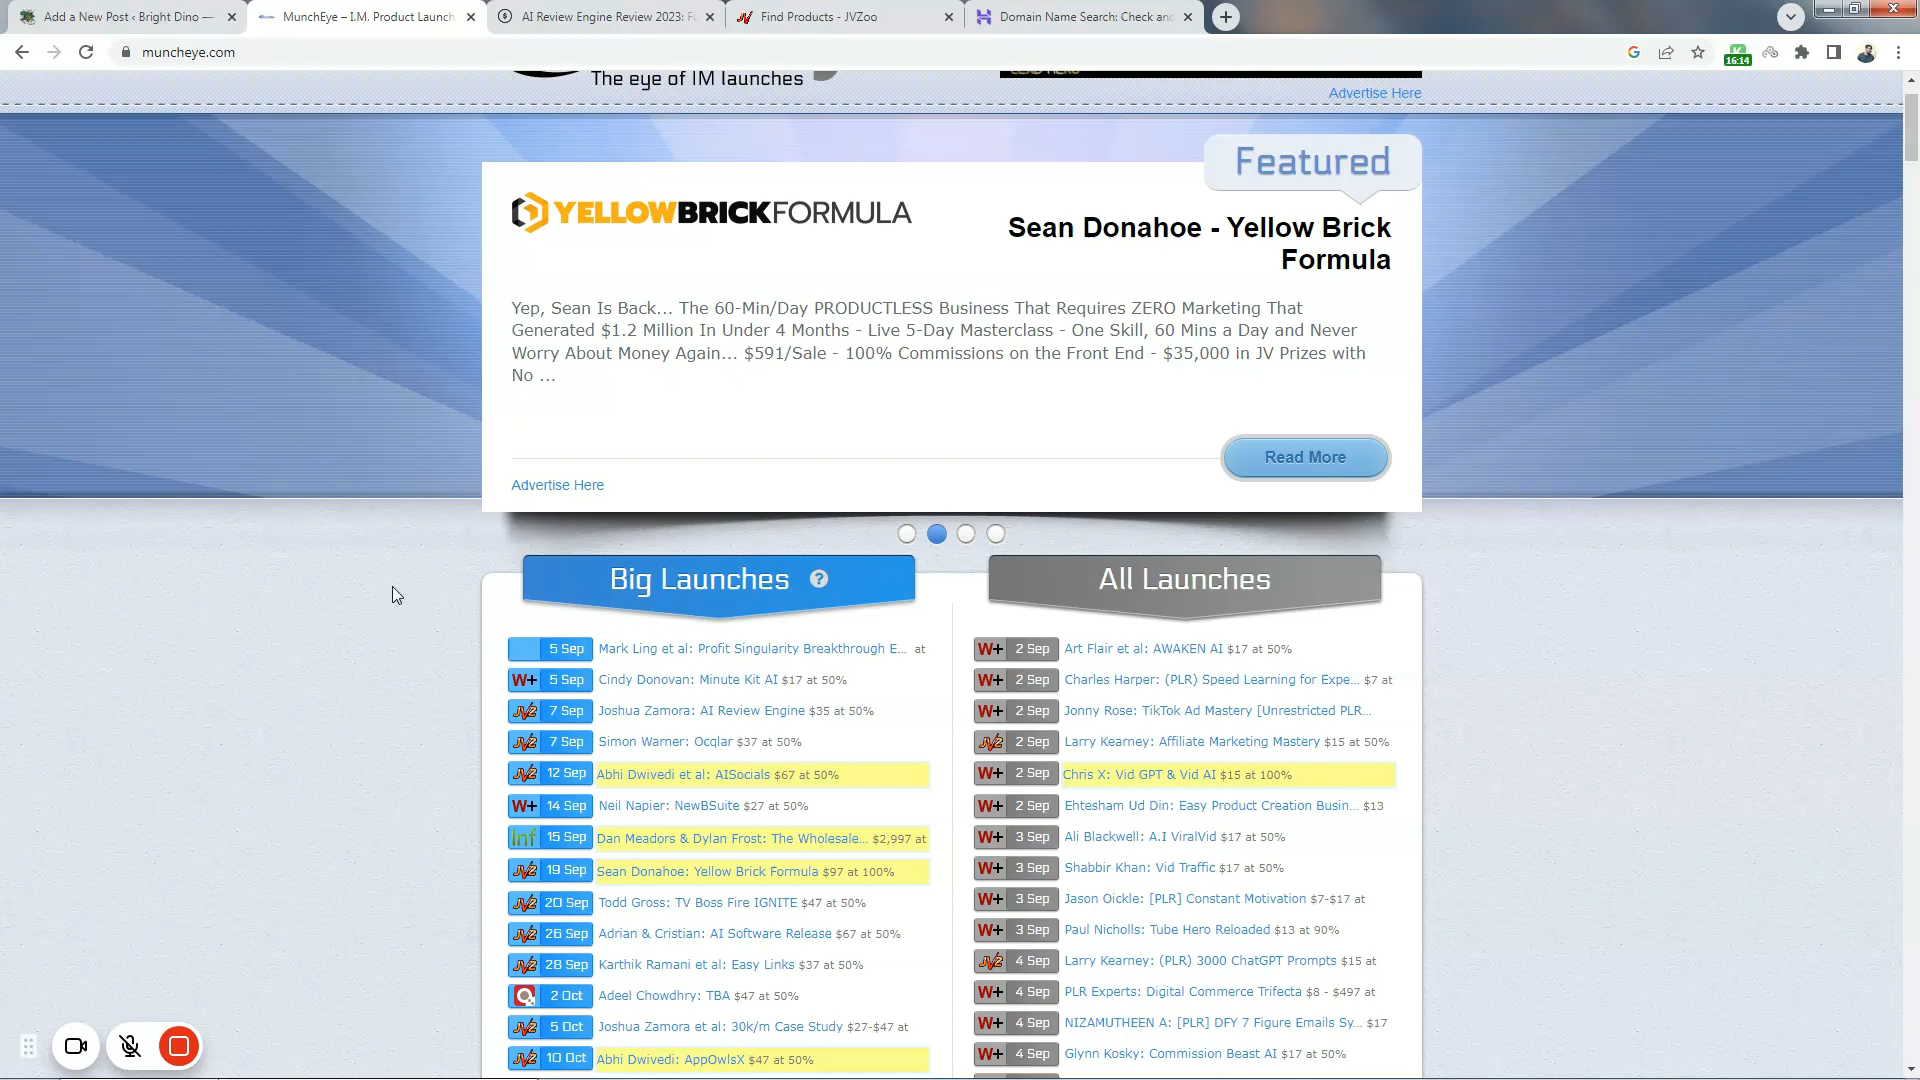 Add a New Post ‹ Bright Dino —
MunchEye – I.M. Product Launch
AI Review Engine Review 2023: F
Find Products - JVZoo
Domain Name Search: Check and
muncheye.com
16:14
The eye of IM launches
Advertise Here
Featured
YELLOWBRICKFORMULA
Sean Donahoe - Yellow Brick
Formula
Yep, Sean Is Back... The 60-Min/Day PRODUCTLESS Business That Requires ZERO Marketing That
Generated $1.2 Million In Under 4 Months - Live 5-Day Masterclass - One Skill, 60 Mins a Day and Never
Worry About Money Again... $591/Sale - 100% Commissions on the Front End - $35,000 in JV Prizes with
No ...
Read More
Advertise Here
Big Launches ?
5 Sep Mark Ling et al: Profit Singularity Breakthrough E... at
W+ 5 Sep Cindy Donovan: Minute Kit AI $17 at 50%
JVZ 7 Sep Joshua Zamora: AI Review Engine $35 at 50%
JVZ 7 Sep Simon Warner: Ocqlar $37 at 50%
JVZ 12 Sep Abhi Dwivedi et al: AISocials $67 at 50%
W+ 14 Sep Neil Napier: NewBSuite $27 at 50%
Inf 15 Sep Dan Meadors & Dylan Frost: The Wholesale... $2,997 at
JVZ 19 Sep Sean Donahoe: Yellow Brick Formula $97 at 100%
JVZ 20 Sep Todd Gross: TV Boss Fire IGNITE $47 at 50%
JVZ 26 Sep Adrian & Cristian: AI Software Release $67 at 50%
JVZ 28 Sep Karthik Ramani et al: Easy Links $37 at 50%
2 Oct Adeel Chowdhry: TBA $47 at 50%
JVZ 5 Oct Joshua Zamora et al: 30k/m Case Study $27-$47 at
JVZ 10 Oct Abhi Dwivedi: AppOwlsX $47 at 50%
All Launches
W+ 2 Sep Art Flair et al: AWAKEN AI $17 at 50%
W+ 2 Sep Charles Harper: (PLR) Speed Learning for Expe... $7 at
W+ 2 Sep Jonny Rose: TikTok Ad Mastery [Unrestricted PLR...
JVZ 2 Sep Larry Kearney: Affiliate Marketing Mastery $15 at 50%
W+ 2 Sep Chris X: Vid GPT & Vid AI $15 at 100%
W+ 2 Sep Ehtesham Ud Din: Easy Product Creation Busin... $13
W+ 3 Sep Ali Blackwell: A.I ViralVid $17 at 50%
W+ 3 Sep Shabbir Khan: Vid Traffic $17 at 50%
W+ 3 Sep Jason Oickle: [PLR] Constant Motivation $7-$17 at
W+ 3 Sep Paul Nicholls: Tube Hero Reloaded $13 at 90%
JVZ 4 Sep Larry Kearney: (PLR) 3000 ChatGPT Prompts $15 at
W+ 4 Sep PLR Experts: Digital Commerce Trifecta $8 - $497 at
W+ 4 Sep NIZAMUTHEEN A: [PLR] DFY 7 Figure Emails Sy... $17
W+ 4 Sep Glynn Kosky: Commission Beast AI $17 at 50%